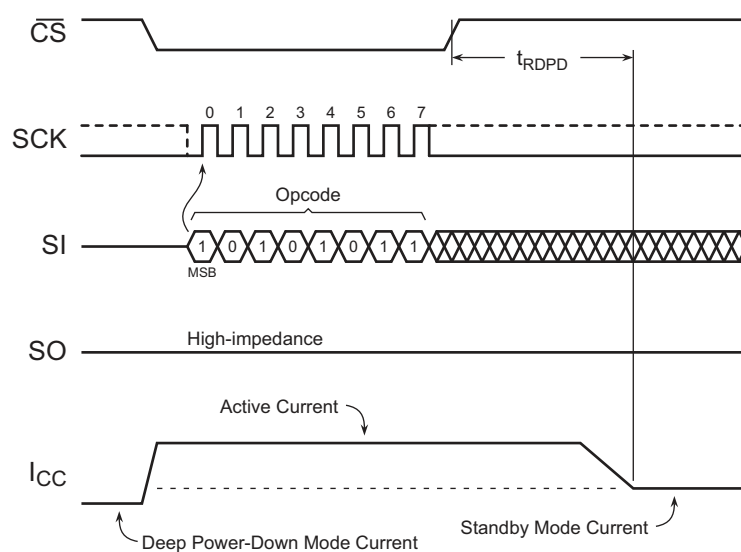 CS
tRDPD
0 1 2 3 4 5 6 7
SCK
Opcode
SI
1 0 1 0 1 0 1 1
MSB
High-impedance
SO
Active Current
ICC
Standby Mode Current
Deep Power-Down Mode Current